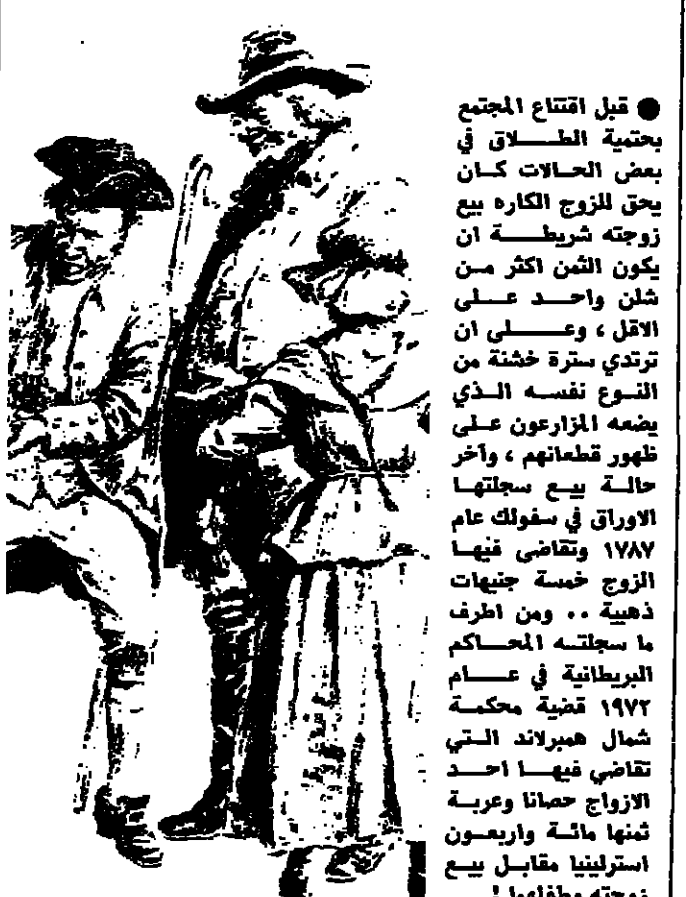 ● قبل اقتناع المجتمع
بحتمية الطلاق في
بعض الحالات كان
يحق للزوج الكاره بيع
زوجته شريطة ان
يكون الثمن اكثر من
شلن واحد على
الاقل ، وعلى ان
ترتدي سترة خشنة من
النوع نفسه الذي
يضعه المزارعون على
ظهور قطعانهم ، وآخر
حالة بيع سجلتها
الاوراق في سفولك عام
١٧٨٧ وتقاضى فيها
الزوج خمسة جنيهات
ذهبية .. ومن اطرف
ما سجلته المحاكم
البريطانية في عام
١٩٧٢ قضية محكمة
شمال همبرلاند التي
تقاضي فيها احد
الازواج حصانا وعربة
ثمنها مائة واربعون
استرلينيا مقابل بيع
زوجته وطفلهما !